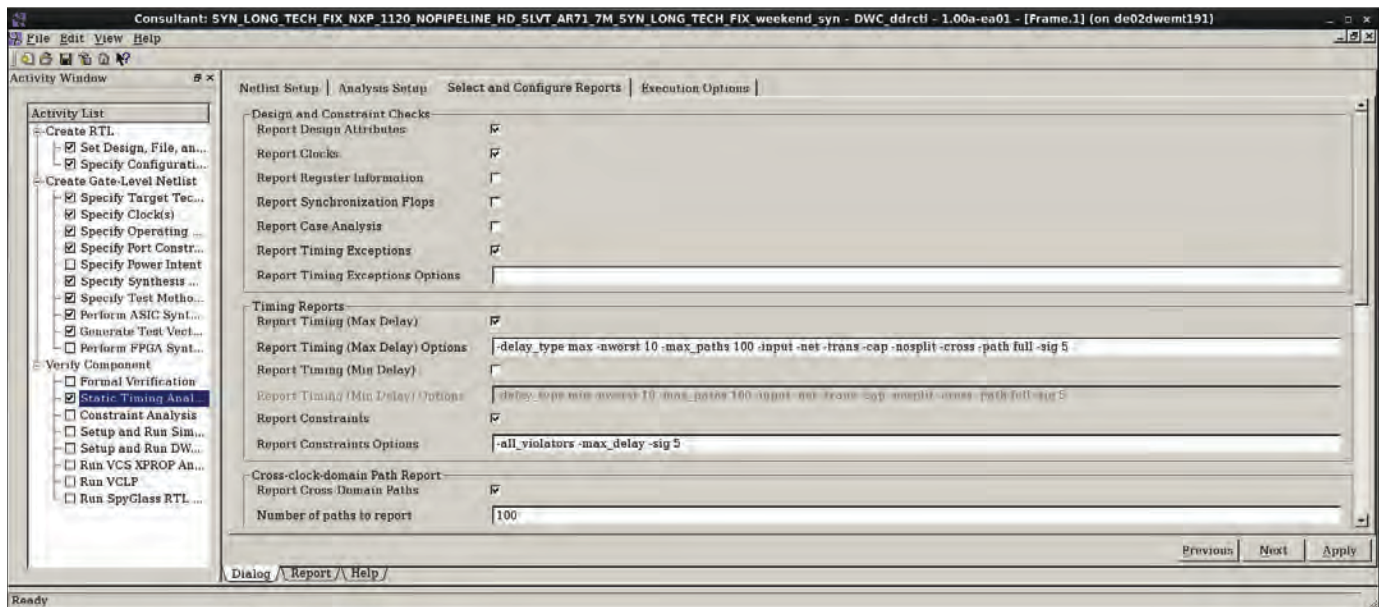 Consultant: SYN_LONG_TECH_FIX_NXP_1120_NOPIPELINE_HD_SLVT_AR71_7M_SYN_LONG_TECH_FIX_weekend_syn - DWC_ddrctl - 1.00a-ea01 - [Frame.1] (on de02dwemt191)
File Edit View Help
Activity Window
Netlist Setup Analysis Setup Select and Configure Reports Execution Options
Activity List
Create RTL
Set Design, File, an...
Specify Configurati...
Create Gate-Level Netlist
Specify Target Tec...
Specify Clock(s)
Specify Operating ...
Specify Port Constr...
Specify Power Intent
Specify Synthesis ...
Specify Test Metho...
Perform ASIC Synt...
Generate Test Vect...
Perform FPGA Synt...
Verify Component
Formal Verification
Static Timing Anal...
Constraint Analysis
Setup and Run Sim...
Setup and Run DW...
Run VCS XPROP An...
Run VCLP
Run SpyGlass RTL ...
Design and Constraint Checks
Report Design Attributes
Report Clocks
Report Register Information
Report Synchronization Flops
Report Case Analysis
Report Timing Exceptions
Report Timing Exceptions Options
Timing Reports
Report Timing (Max Delay)
Report Timing (Max Delay) Options -delay_type max -nworst 10 -max_paths 100 -input -net -trans -cap -nosplit -cross -path full -sig 5
Report Timing (Min Delay)
Report Timing (Min Delay) Options -delay_type min -nworst 10 -max_paths 100 -input -net -trans -cap -nosplit -cross -path full -sig 5
Report Constraints
Report Constraints Options -all_violators -max_delay -sig 5
Cross-clock-domain Path Report
Report Cross Domain Paths
Number of paths to report 100
Previous Next Apply
Dialog Report Help
Ready